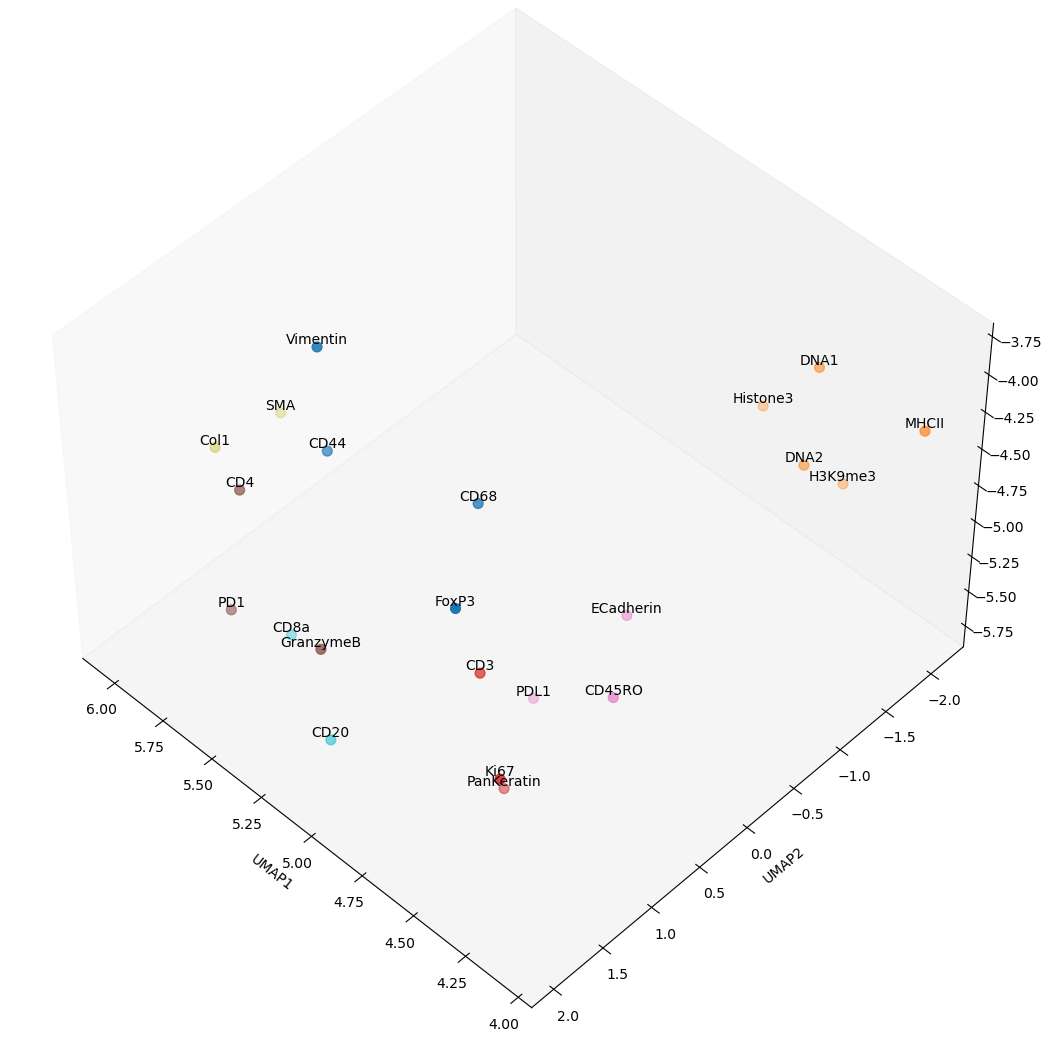 Vimentin
DNA1
Histone3
SMA
MHCII
Col1
CD44
DNA2
H3K9me3
CD4
CD68
PD1
FoxP3
ECadherin
CD8a
GranzymeB
CD3
PDL1
CD45RO
CD20
Ki67
PanKeratin
−3.75
−4.00
−4.25
−4.50
−4.75
−5.00
−5.25
−5.50
−5.75
6.00
5.75
5.50
5.25
5.00
4.75
4.50
4.25
4.00
UMAP1
−2.0
−1.5
−1.0
−0.5
0.0
0.5
1.0
1.5
2.0
UMAP2